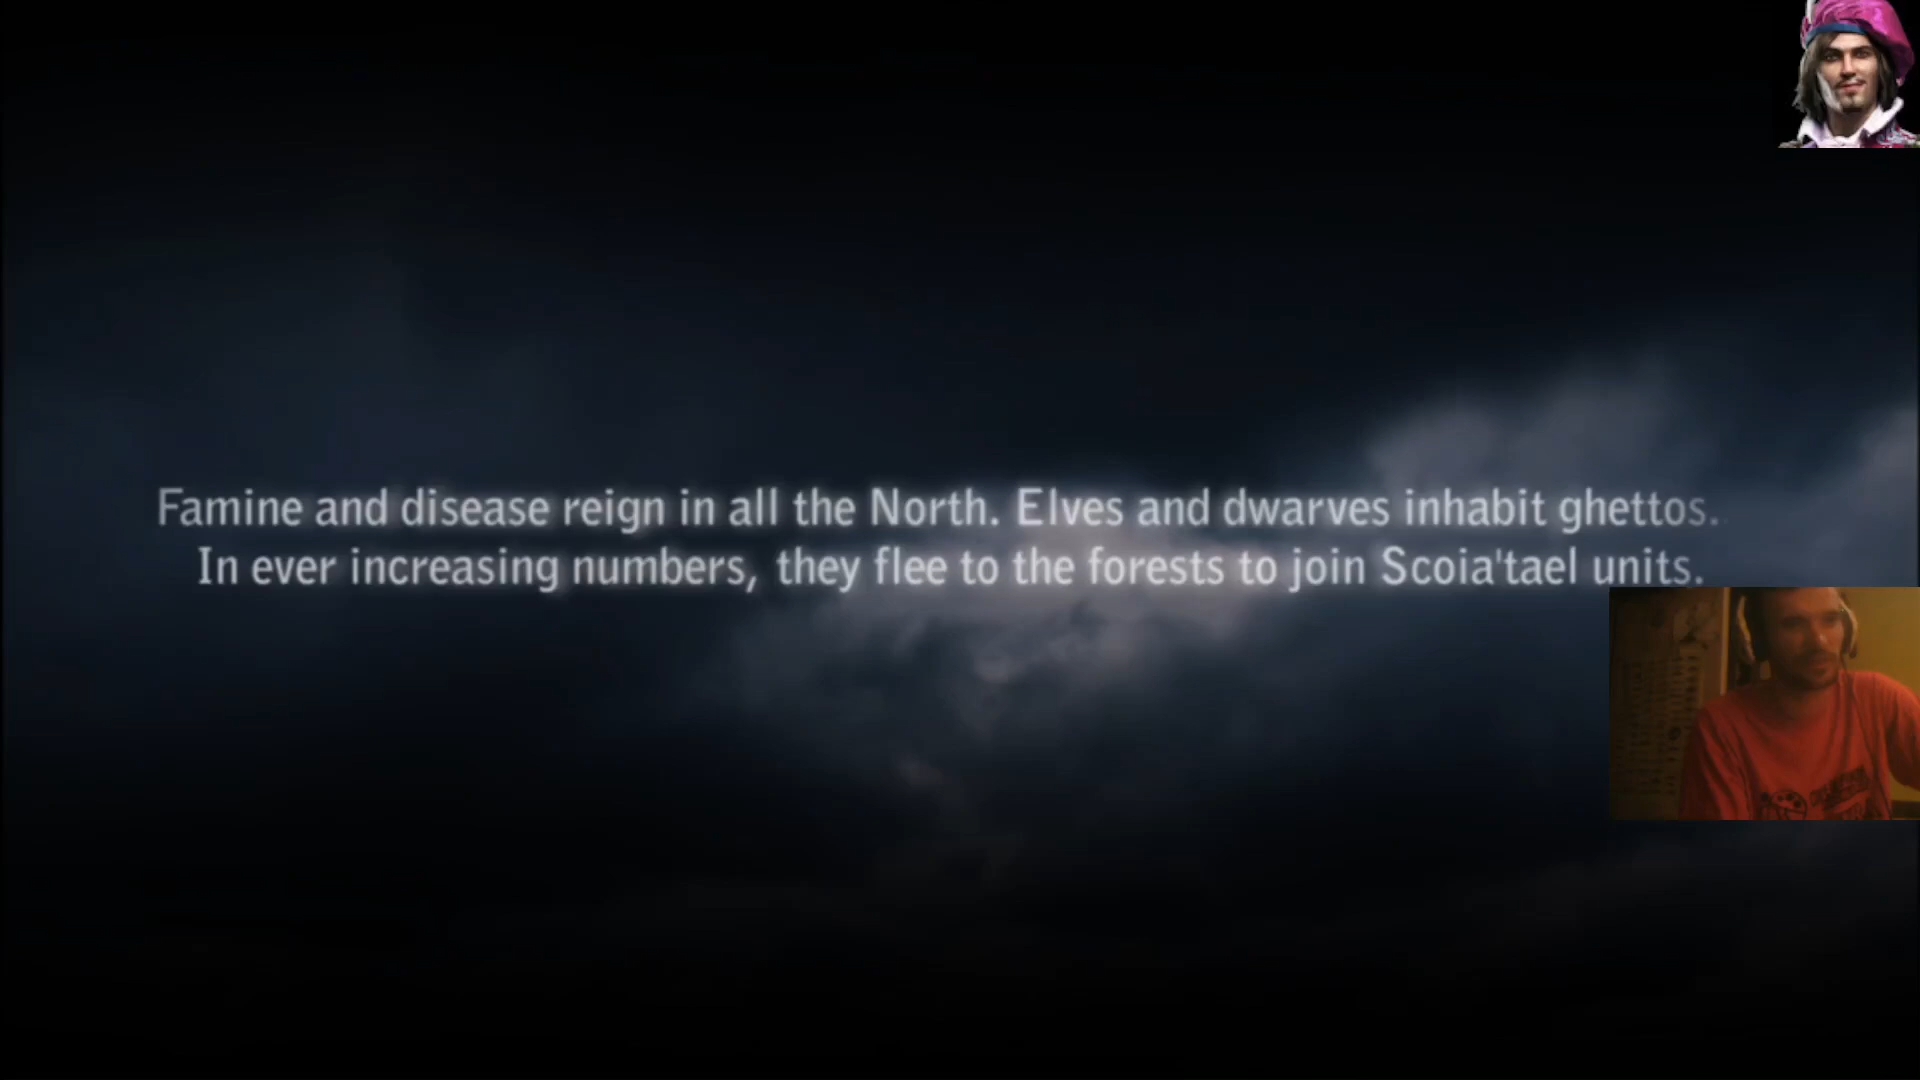 Famine and disease reign in all the North. Elves and dwarves inhabit ghettos.
In ever increasing numbers, they flee to the forests to join Scoia'tael units.